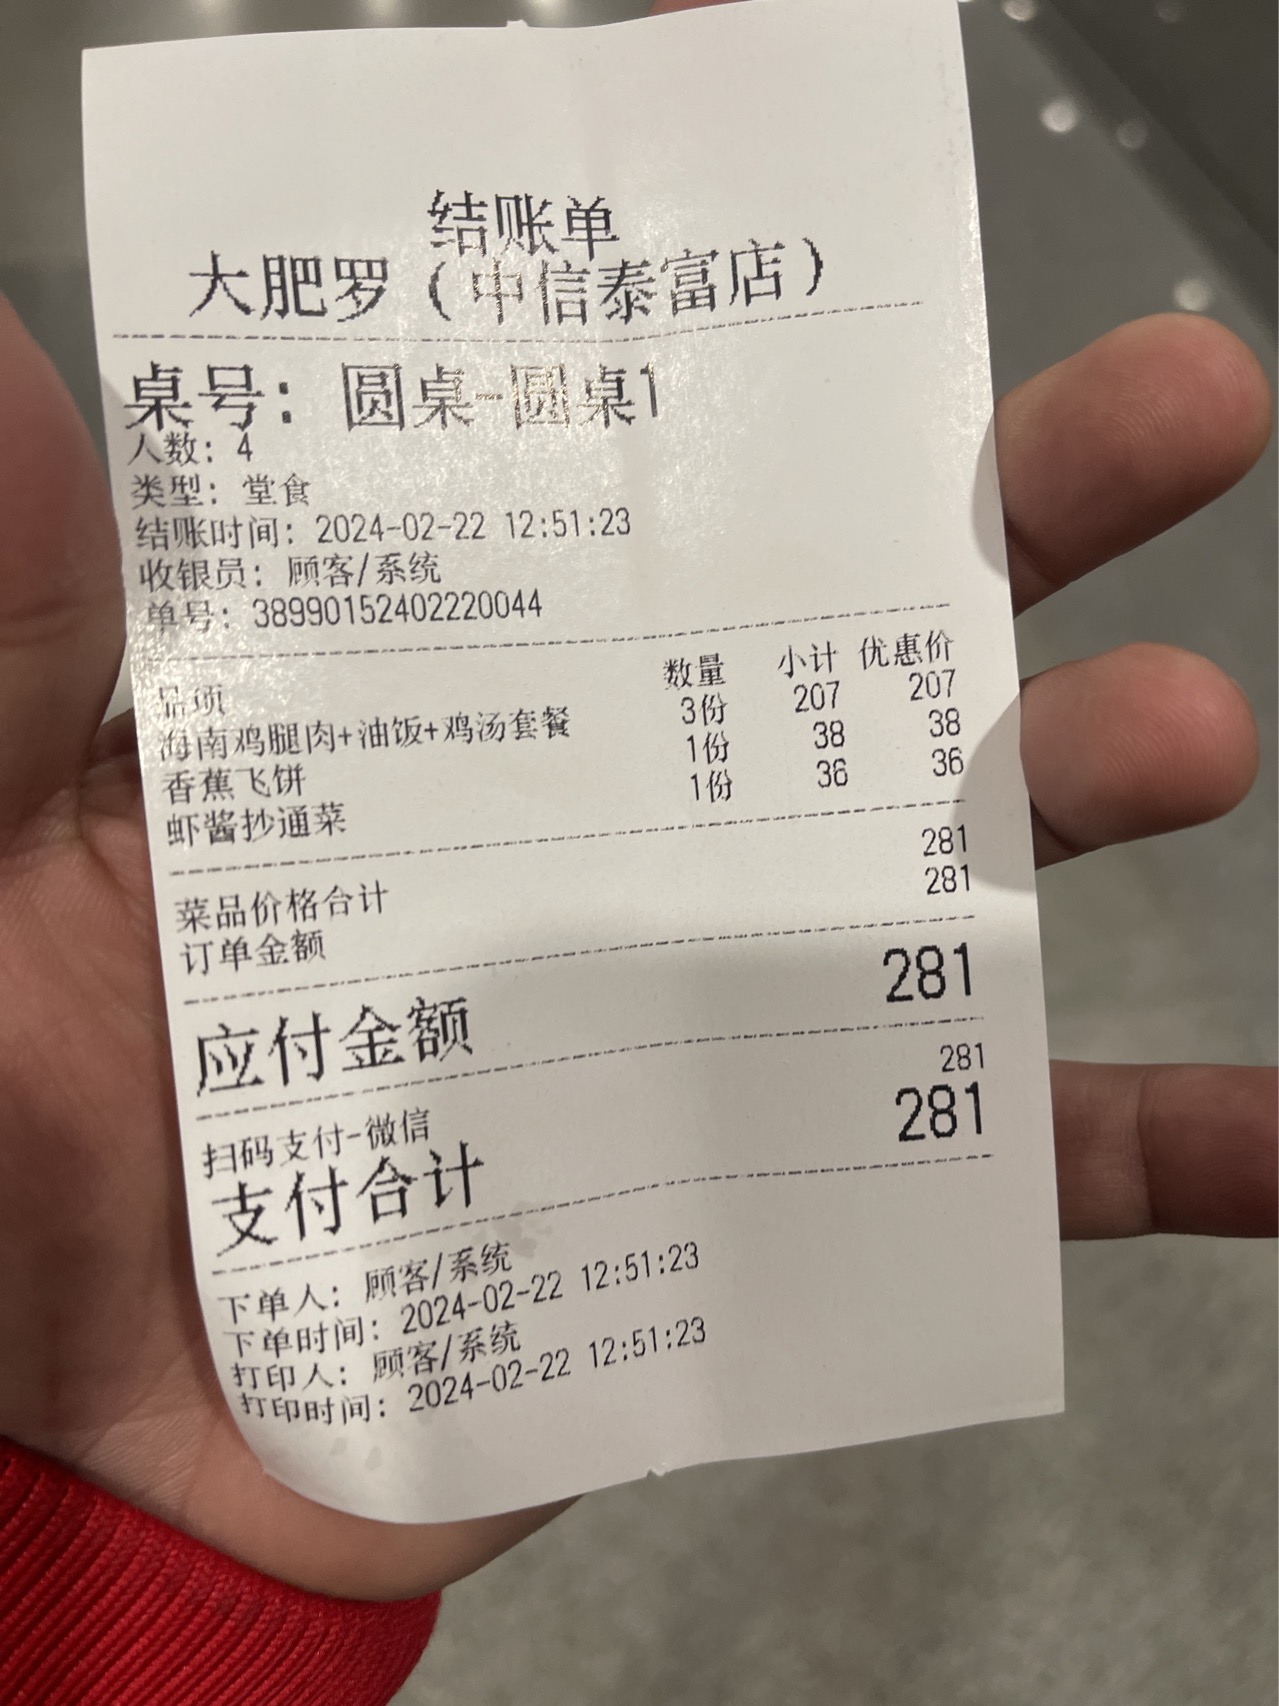 结账单
大肥罗（中信泰富店）
桌号：圆桌-圆桌1
人数：4
类型：堂食
结账时间：2024-02-22 12:51:23
收银员：顾客/系统
单号：38990152402220044
品项 数量 小计 优惠价
海南鸡腿肉+油饭+鸡汤套餐 3份 207 207
香蕉飞饼 1份 38 38
虾酱抄通菜 1份 36 36
菜品价格合计 281
订单金额 281
应付金额 281
扫码支付-微信 281
支付合计 281
下单人：顾客/系统
下单时间：2024-02-22 12:51:23
打印人：顾客/系统
打印时间：2024-02-22 12:51:23